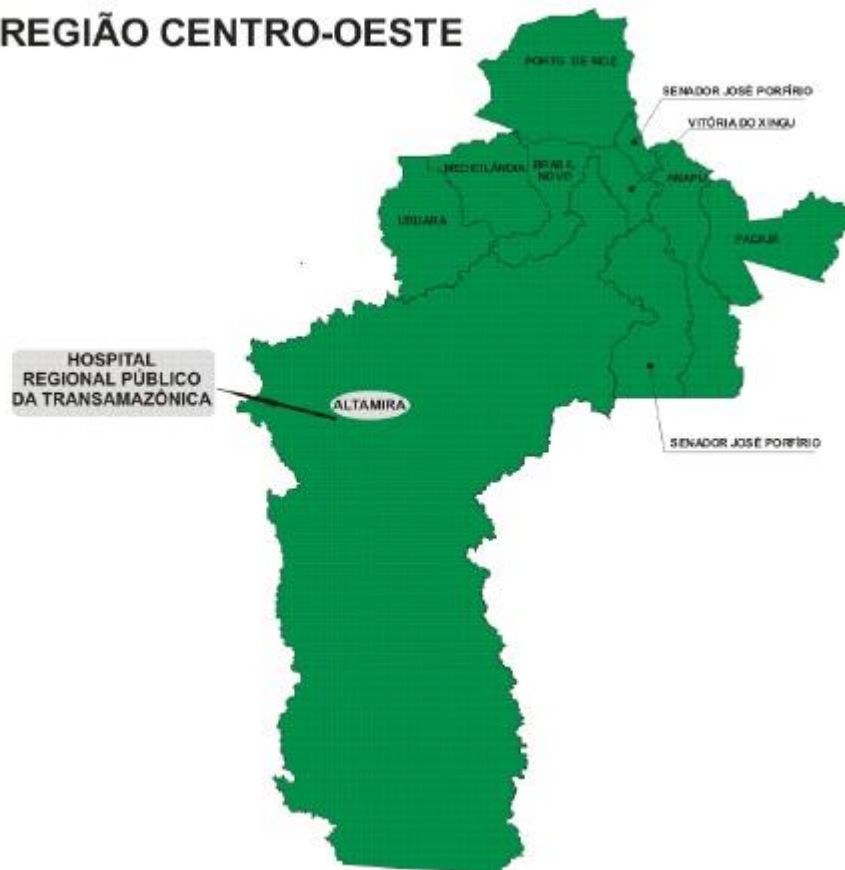 REGIÃO CENTRO-OESTE
PORTO DE MOZ
SENADOR JOSÉ PORFÍRIO
VITÓRIA DO XINGU
MEDICILÂNDIA
BRASIL
NOVO
ANAPU
URUARÁ
PACAJÁ
HOSPITAL
REGIONAL PÚBLICO
DA TRANSAMAZÔNICA
ALTAMIRA
SENADOR JOSÉ PORFÍRIO